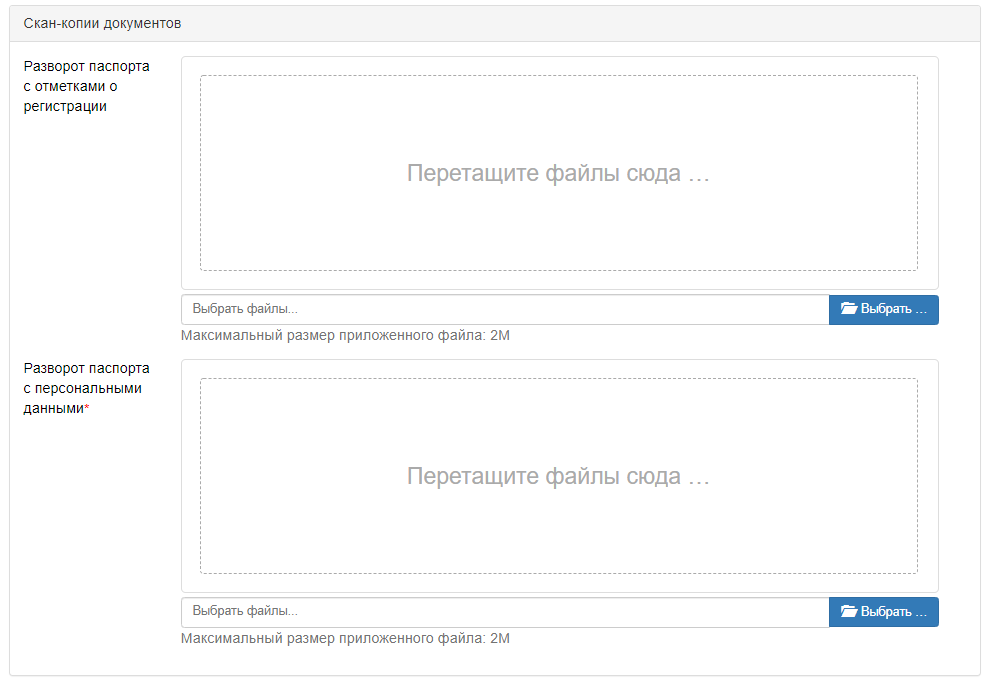 Скан-копии документов
Разворот паспорта
с отметками о
регистрации
Перетащите файлы сюда …
Выбрать файлы...
Выбрать …
Максимальный размер приложенного файла: 2M
Разворот паспорта
с персональными
данными*
Перетащите файлы сюда …
Выбрать файлы...
Выбрать …
Максимальный размер приложенного файла: 2M